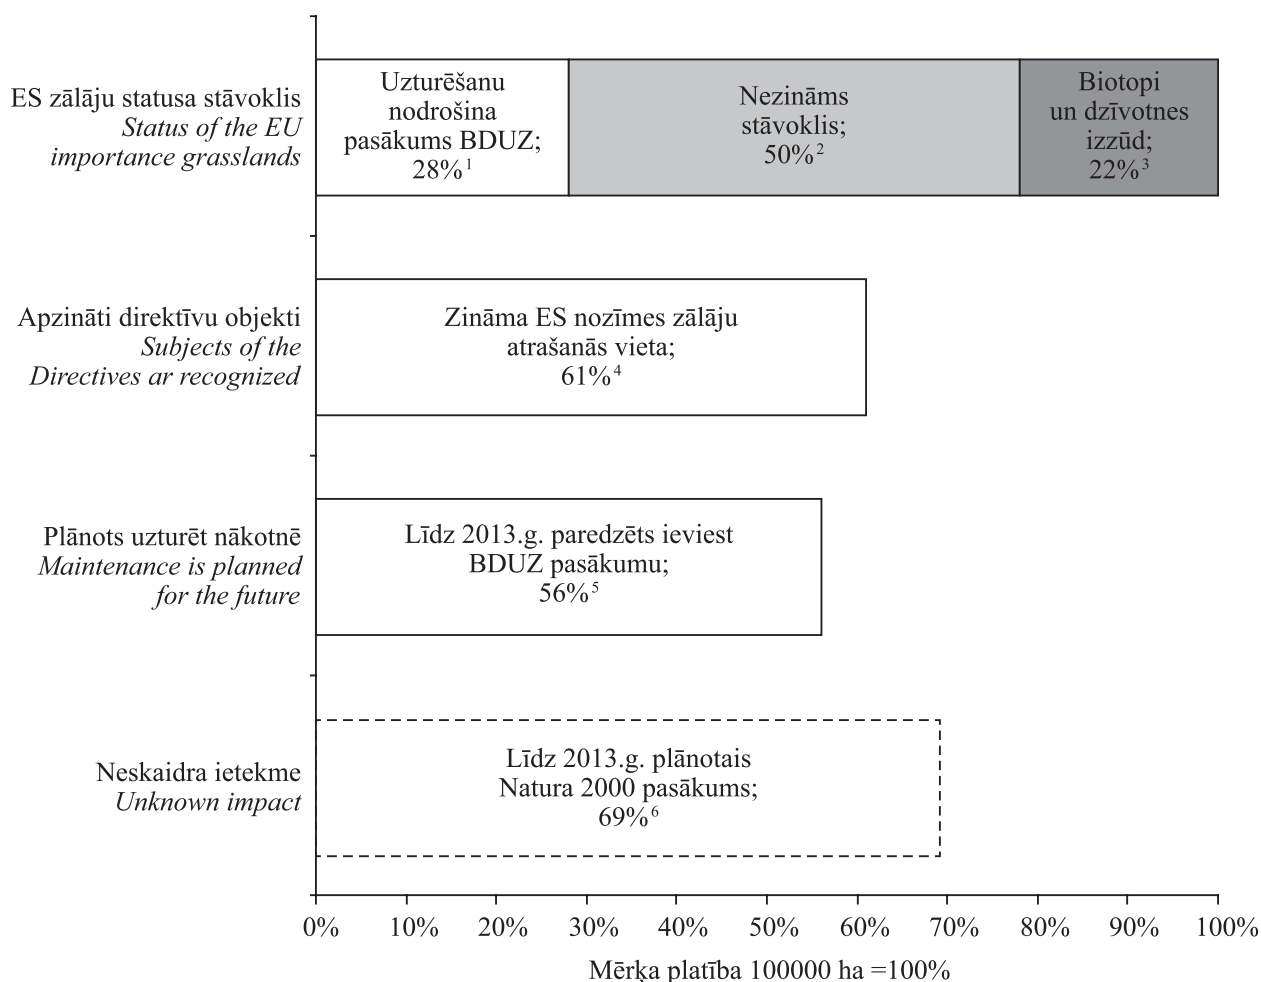 ES zālāju statusa stāvoklis
Status of the EU
importance grasslands
Uzturēšanu
nodrošina
pasākums BDUZ;
28%¹
Nezināms
stāvoklis;
50%²
Biotopi
un dzīvotnes
izzūd;
22%³
Apzināti direktīvu objekti
Subjects of the
Directives ar recognized
Zināma ES nozīmes zālāju
atrašanās vieta;
61%⁴
Plānots uzturēt nākotnē
Maintenance is planned
for the future
Līdz 2013.g. paredzēts ieviest
BDUZ pasākumu;
56%⁵
Neskaidra ietekme
Unknown impact
Līdz 2013.g. plānotais
Natura 2000 pasākums;
69%⁶
0% 10% 20% 30% 40% 50% 60% 70% 80% 90% 100%
Mērķa platība 100000 ha =100%